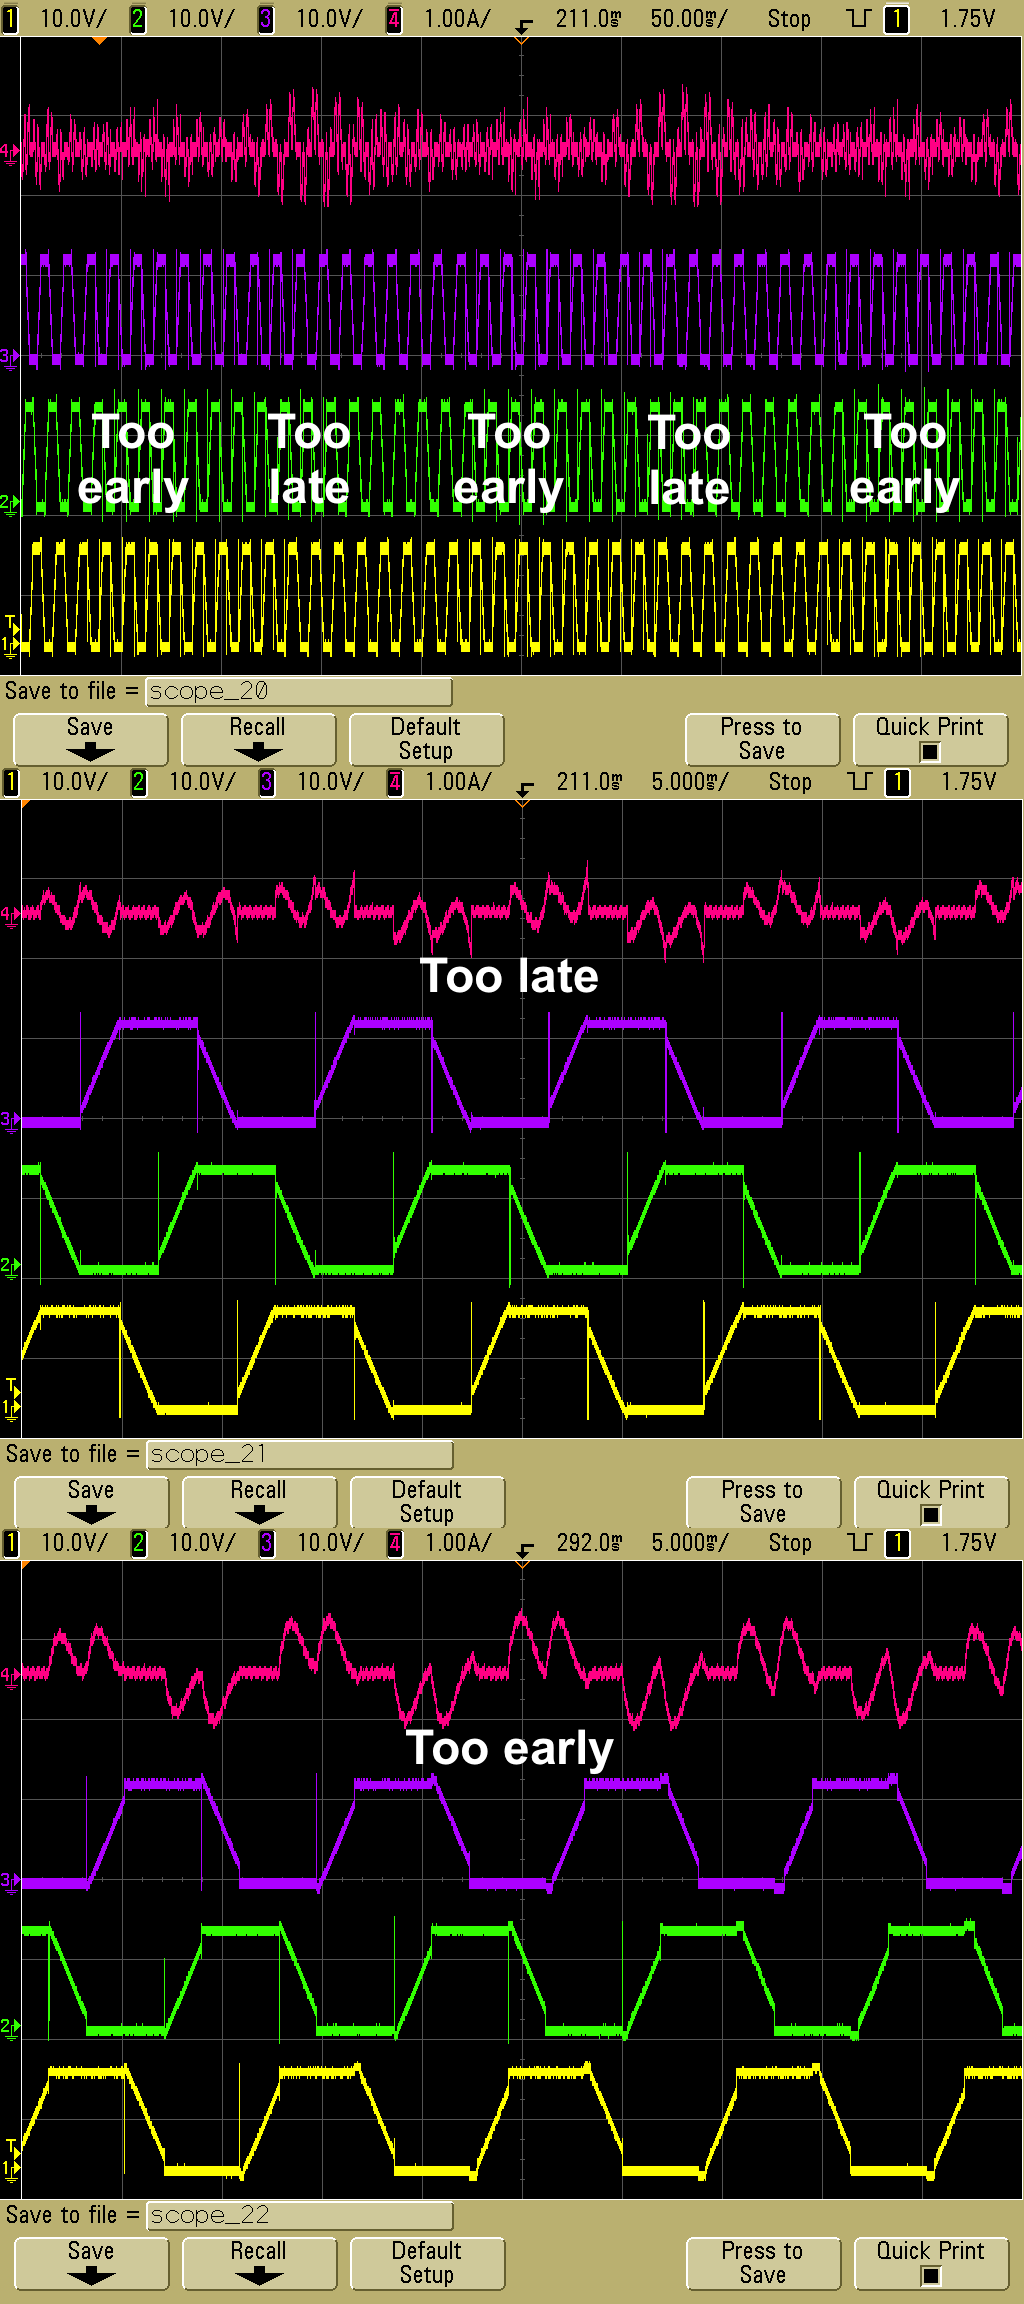 1 10.0V/ 2 10.0V/ 3 10.0V/ 4 1.00A/ 211.0ms 50.00ms/ Stop 1 1.75V
4
3
Too early Too late Too early Too late Too early
2
T
1
Save to file = scope_20
Save Recall Default Setup Press to Save Quick Print
1 10.0V/ 2 10.0V/ 3 10.0V/ 4 1.00A/ 211.0ms 5.000ms/ Stop 1 1.75V
4
Too late
3
2
T
1
Save to file = scope_21
Save Recall Default Setup Press to Save Quick Print
1 10.0V/ 2 10.0V/ 3 10.0V/ 4 1.00A/ 292.0ms 5.000ms/ Stop 1 1.75V
4
Too early
3
2
T
1
Save to file = scope_22
Save Recall Default Setup Press to Save Quick Print